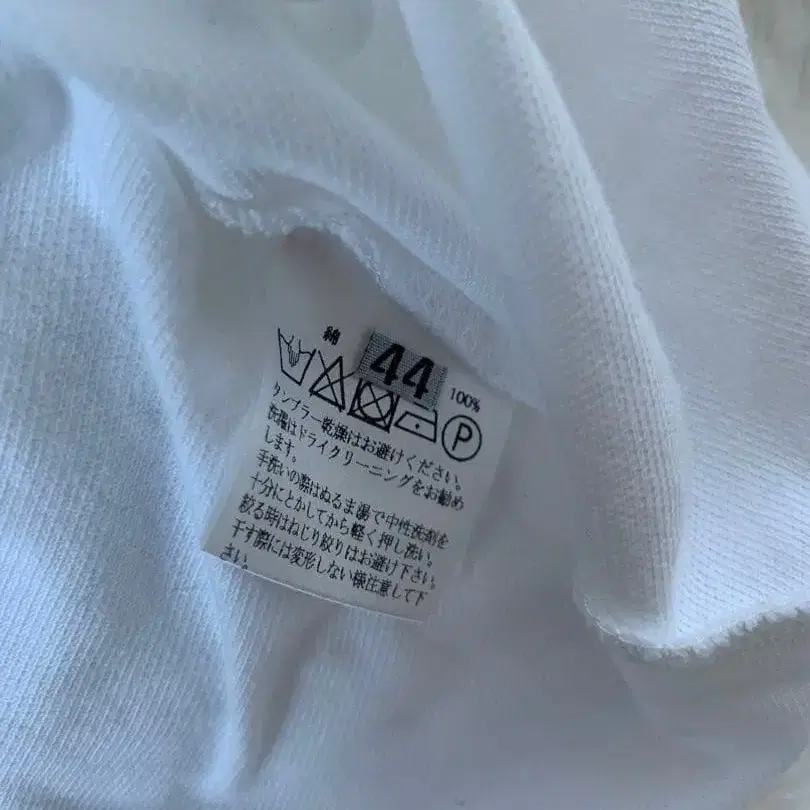 綿 44 100%
P
タンブラー乾燥はお避けください。
洗濯はドライクリーニングをお勧め
します。
手洗いの際はぬるま湯で中性洗剤を
十分にとかしてから軽く押し洗い。
絞る時はねじり絞りはお避け下さい。
干す際には変形しない様注意して下
さい。